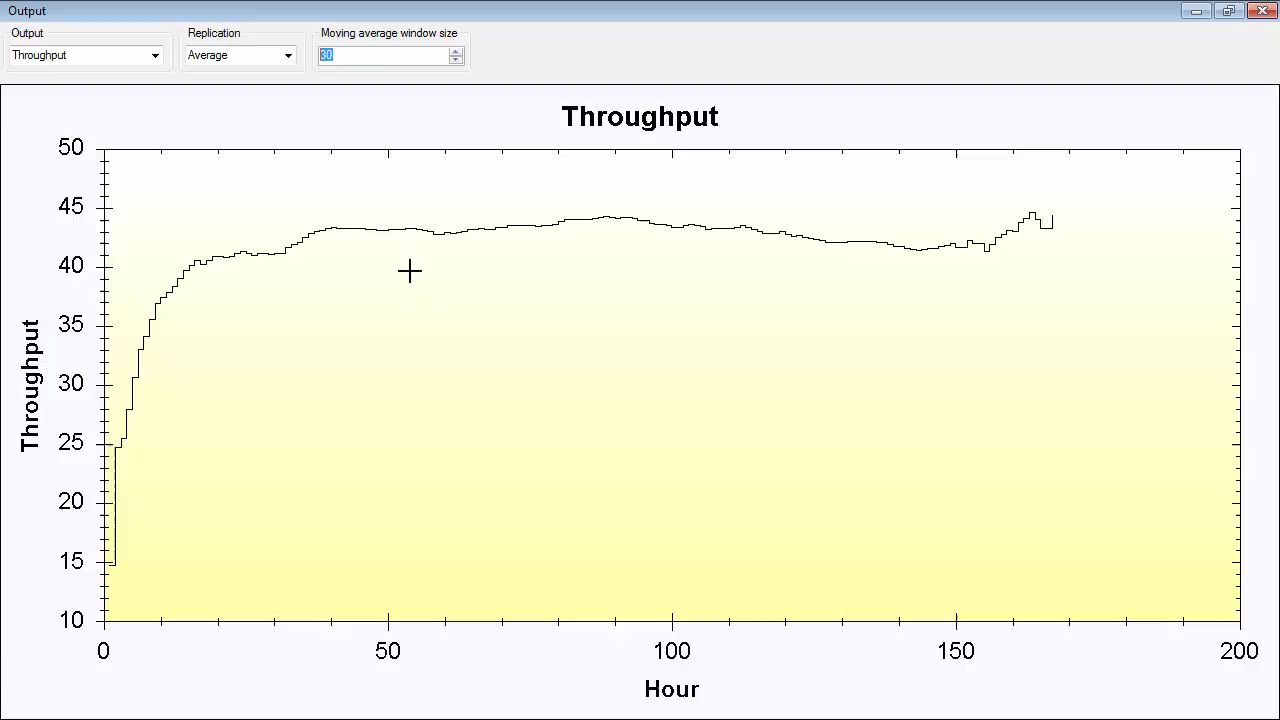 Output
Output Replication Moving average window size
Throughput Average 30
Throughput
50
45
40
35
30
25
20
15
10
Throughput
0 50 100 150 200
Hour